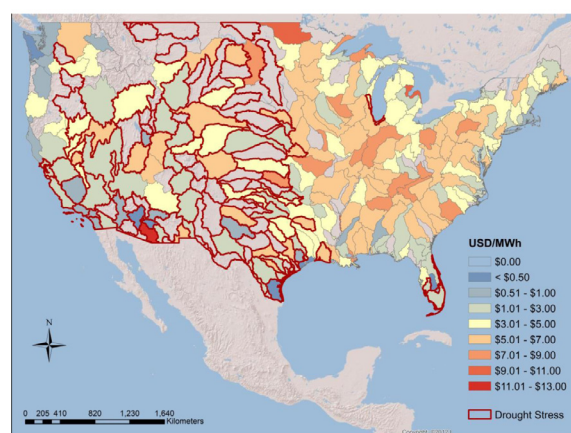 USD/MWh
$0.00
< $0.50
$0.51 - $1.00
$1.01 - $3.00
$3.01 - $5.00
$5.01 - $7.00
$7.01 - $9.00
$9.01 - $11.00
$11.01 - $13.00
Drought Stress
N
0 205 410 820 1,230 1,640
Kilometers